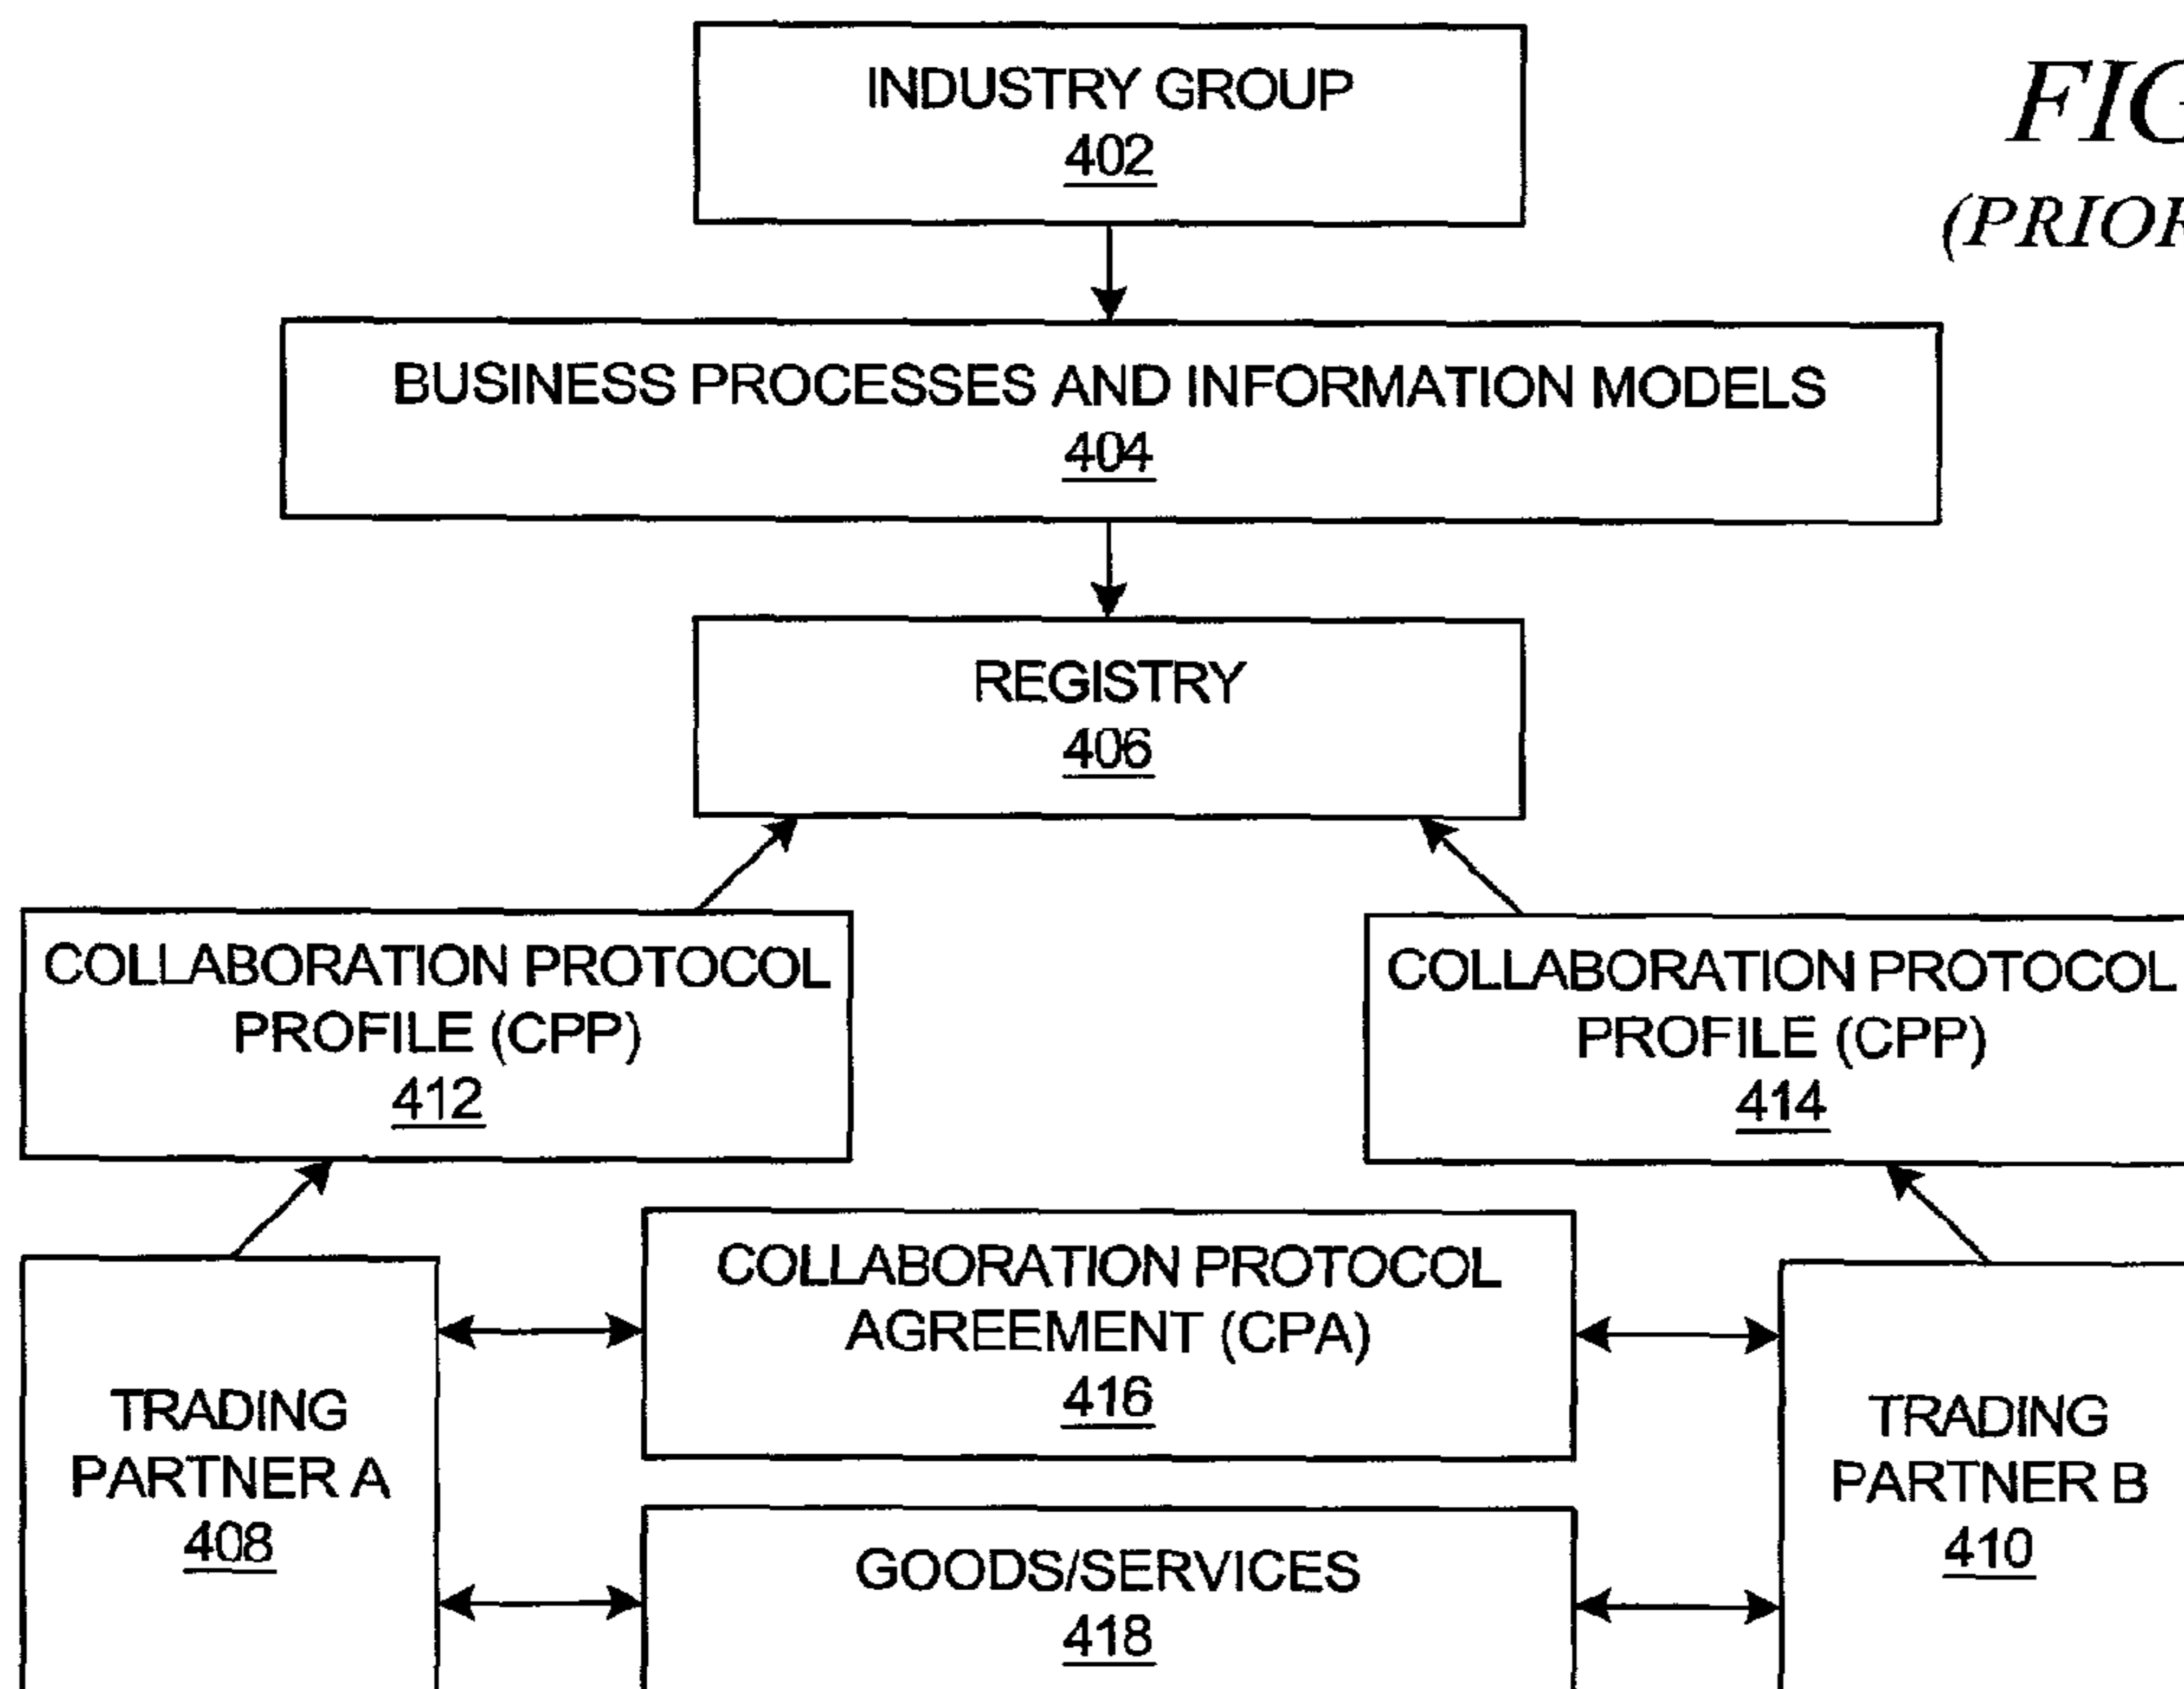 INDUSTRY GROUP
402
FIG
(PRIOR
BUSINESS PROCESSES AND INFORMATION MODELS
404
REGISTRY
406
COLLABORATION PROTOCOL
PROFILE (CPP)
412
COLLABORATION PROTOCOL
PROFILE (CPP)
414
COLLABORATION PROTOCOL
AGREEMENT (CPA)
416
TRADING
PARTNER A
408
TRADING
PARTNER B
410
GOODS/SERVICES
418